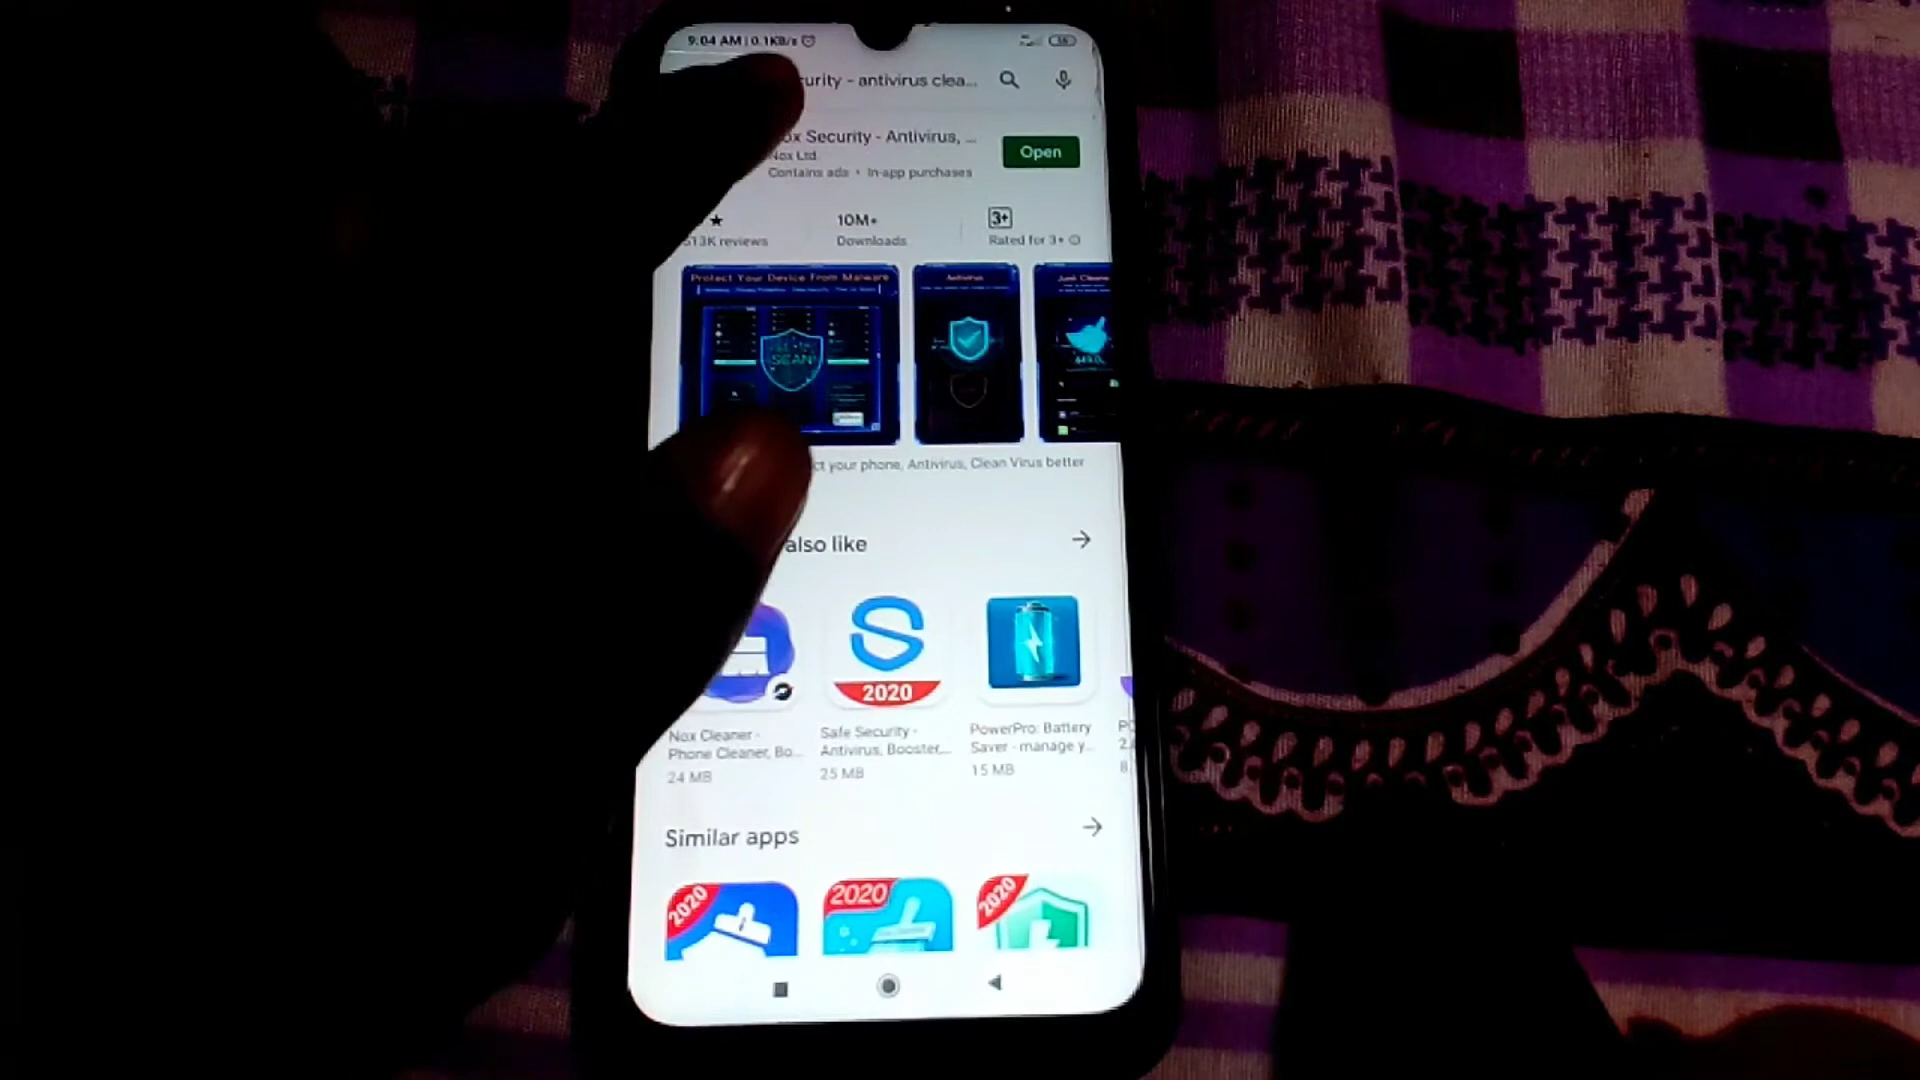 9:04 AM | 0.1KB/s
curity - antivirus clea...
ox Security - Antivirus, ...
Open
Nox Ltd.
Contains ads • In-app purchases
★
10M+
3+
513K reviews
Downloads
Rated for 3+
Protect Your Device From Malware
Antivirus
SCAN
ct your phone, Antivirus, Clean Virus better
also like
2020
Nox Cleaner -
Phone Cleaner, Bo...
24 MB
Safe Security -
Antivirus, Booster,...
25 MB
PowerPro: Battery
Saver - manage y...
15 MB
Similar apps
2020
2020
2020